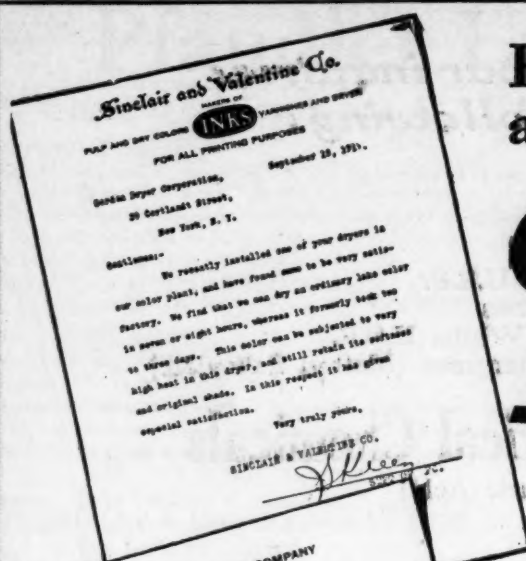 Sinclair and Valentine Co.
MAKERS OF
PULP AND DRY COLORS INKS VARNISHES AND DRYER
FOR ALL PRINTING PURPOSES
September 18,
Gordon Dryer Corporation,
39 Cortlandt Street,
New York, N. Y.
Gentlemen:-
We recently installed one of your dryers in
our color plant, and have found same to be very satis-
factory. We find that we can dry an ordinary lake color
in seven or eight hours, whereas it formerly took up
to three days. This color can be subjected to very
high heat in this dryer, and still retain its softness
and original shade. In this respect it has given
especial satisfaction.
Very truly yours,
SINCLAIR & VALENTINE CO.
COMPANY